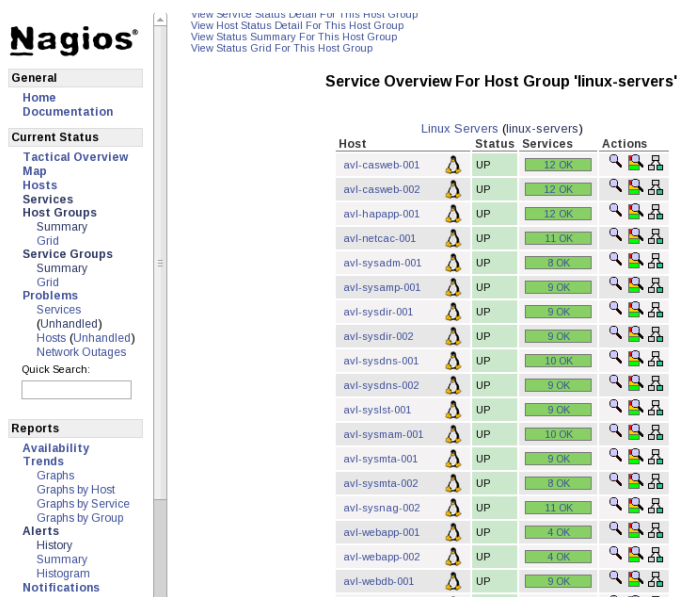 Nagios®
General
Home
Documentation
Current Status
Tactical Overview
Map
Hosts
Services
Host Groups
Summary
Grid
Service Groups
Summary
Grid
Problems
Services
(Unhandled)
Hosts (Unhandled)
Network Outages
Quick Search:
Reports
Availability
Trends
Graphs
Graphs by Host
Graphs by Service
Graphs by Group
Alerts
History
Summary
Histogram
Notifications
View Service Status Detail For This Host Group
View Host Status Detail For This Host Group
View Status Summary For This Host Group
View Status Grid For This Host Group
Service Overview For Host Group 'linux-servers'
Linux Servers (linux-servers)
Host Status Services Actions
avl-casweb-001 UP 12 OK
avl-casweb-002 UP 12 OK
avl-hapapp-001 UP 12 OK
avl-netcac-001 UP 11 OK
avl-sysadm-001 UP 8 OK
avl-sysamp-001 UP 9 OK
avl-sysdir-001 UP 9 OK
avl-sysdir-002 UP 9 OK
avl-sysdns-001 UP 10 OK
avl-sysdns-002 UP 9 OK
avl-syslst-001 UP 9 OK
avl-sysmam-001 UP 10 OK
avl-sysmta-001 UP 9 OK
avl-sysmta-002 UP 8 OK
avl-sysnag-002 UP 11 OK
avl-webapp-001 UP 4 OK
avl-webapp-002 UP 4 OK
avl-webdb-001 UP 9 OK